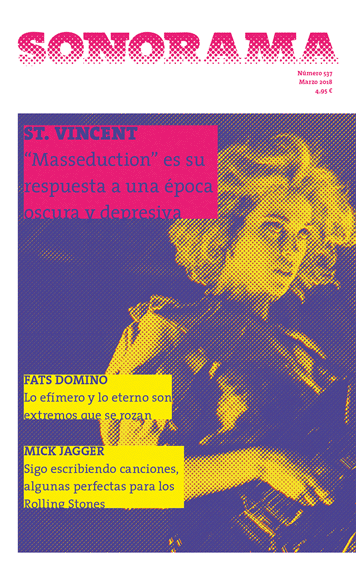 SONORAMA
Número 537
Marzo 2018
4,95 €
ST. VINCENT
“Masseduction” es su
respuesta a una época
oscura y depresiva
FATS DOMINO
Lo efímero y lo eterno son
extremos que se rozan
MICK JAGGER
Sigo escribiendo canciones,
algunas perfectas para los
Rolling Stones